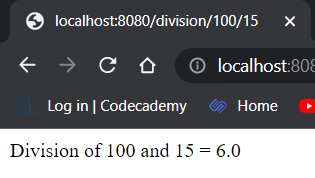 localhost:8080/division/100/15
localhost:808
Log in | Codecademy Home
Division of 100 and 15 = 6.0